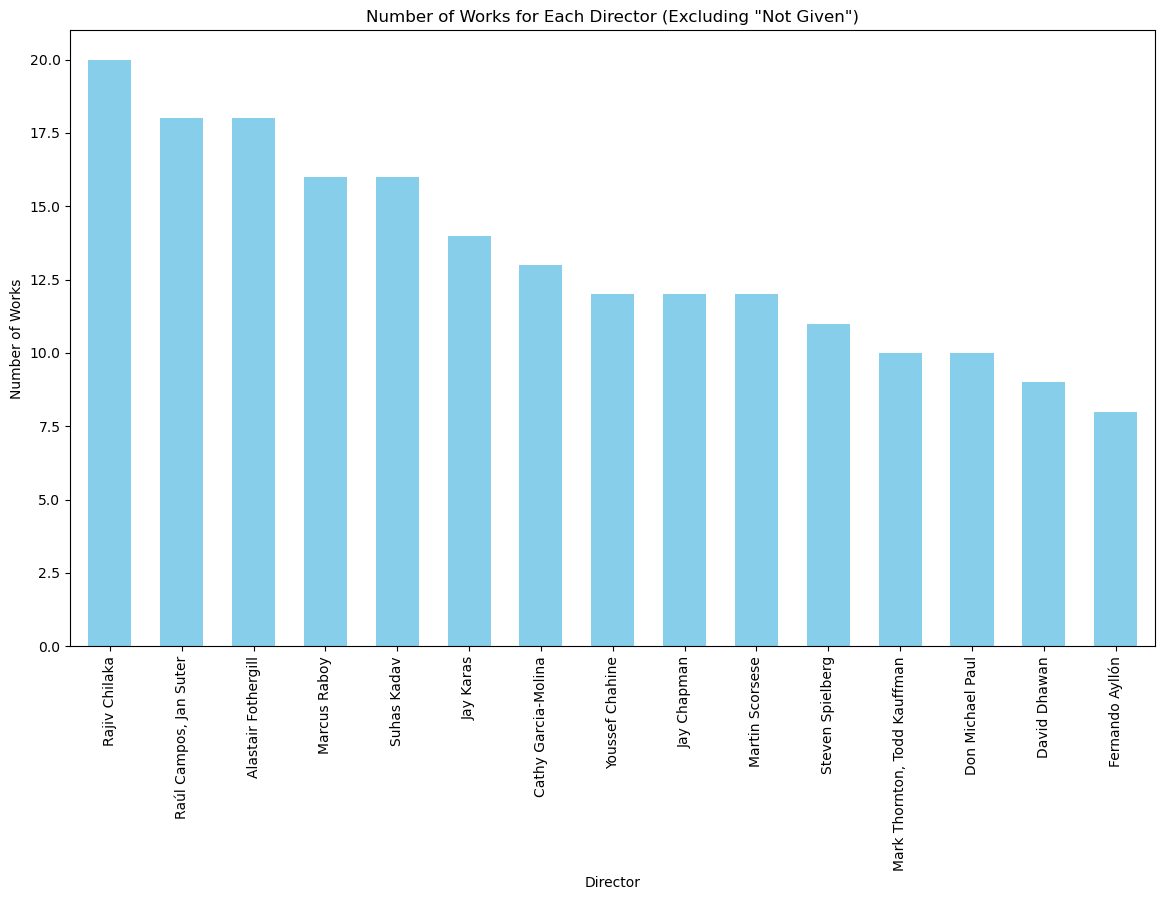 Number of Works for Each Director (Excluding "Not Given")
Number of Works
20.0
17.5
15.0
12.5
10.0
7.5
5.0
2.5
0.0
Rajiv Chilaka
Raúl Campos, Jan Suter
Alastair Fothergill
Marcus Raboy
Suhas Kadav
Jay Karas
Cathy Garcia-Molina
Youssef Chahine
Jay Chapman
Martin Scorsese
Steven Spielberg
Mark Thornton, Todd Kauffman
Don Michael Paul
David Dhawan
Fernando Ayllón
Director